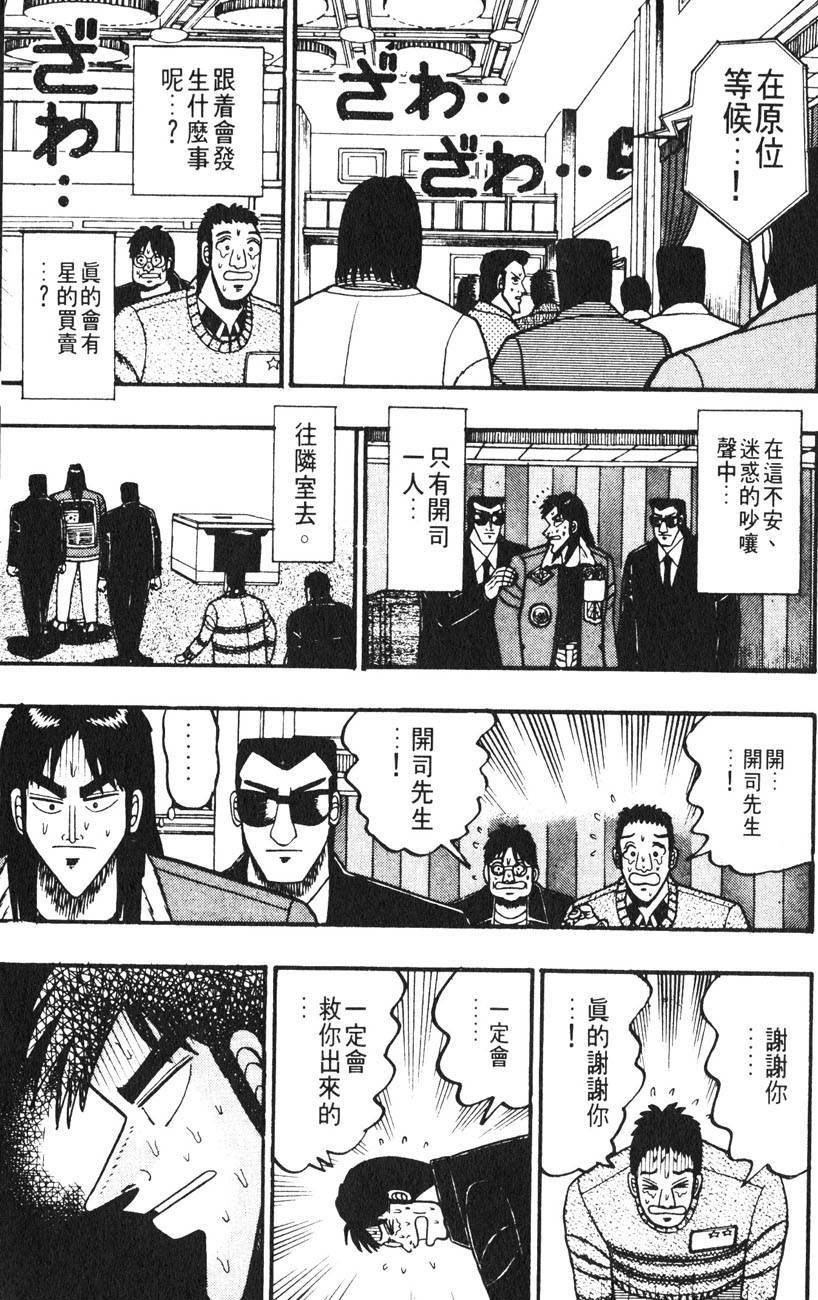 在原位
等候…！
ざわ‥
ざわ‥
跟着會發
生什麼事
呢…？
ざわ‥
真的會有
星的買賣
…？
在這不安、
迷惑的吵嚷
聲中…
只有開司
一人…
往隣室去。
開…
開司先生
…！
開司先生
…！
…
謝謝你
……
真的謝謝你
…！
一定會
……
一定會
救你出來的
…